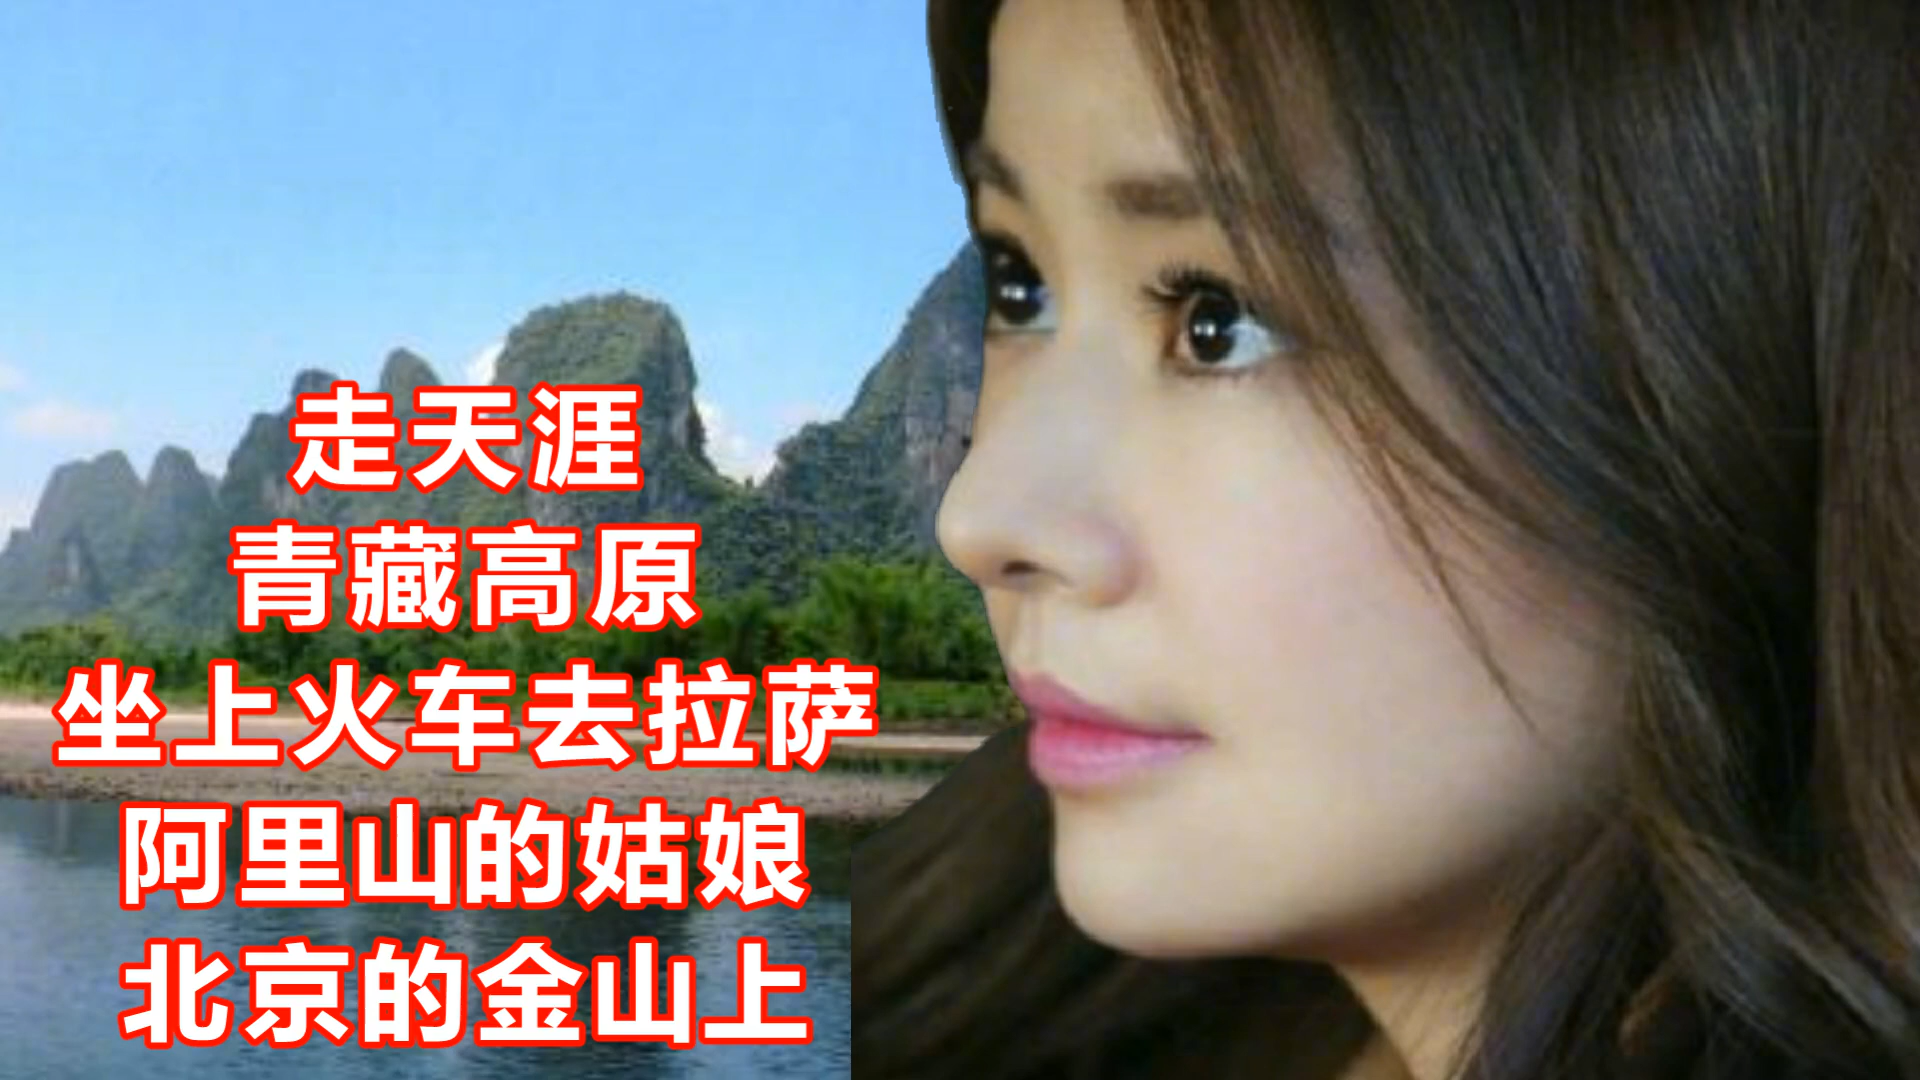 走天涯
青藏高原
坐上火车去拉萨
阿里山的姑娘
北京的金山上